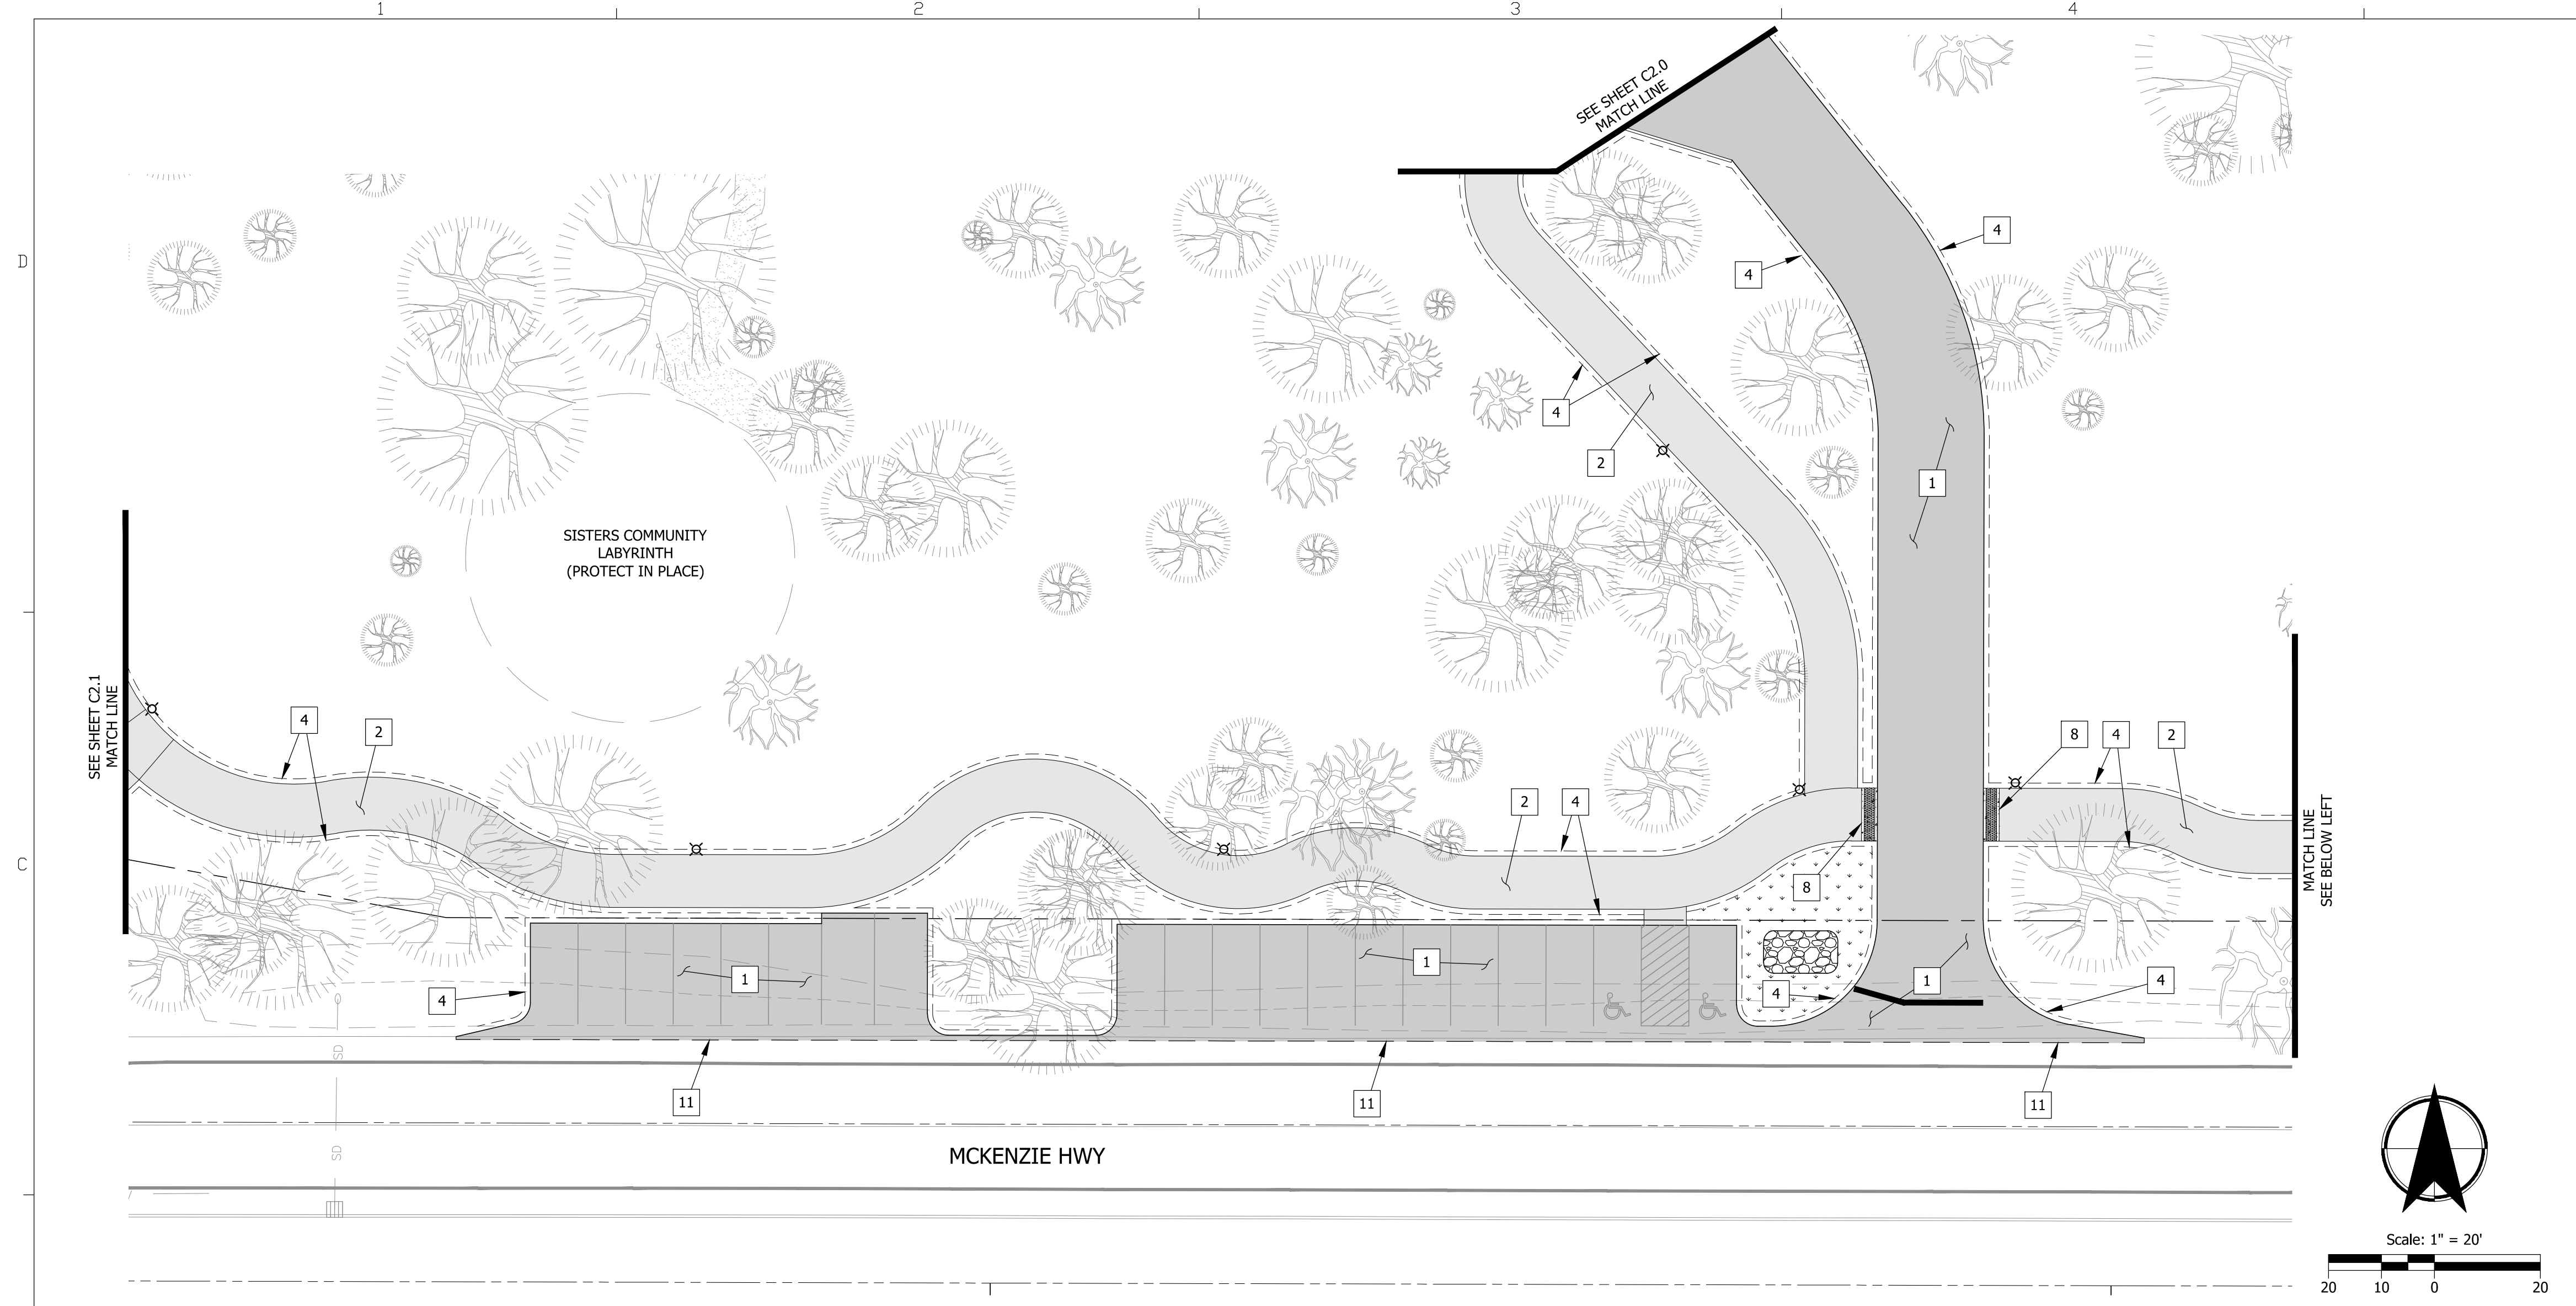 1 2 3 4
SEE SHEET C2.0
MATCH LINE
4
D
4
4
2
1
SISTERS COMMUNITY
LABYRINTH
(PROTECT IN PLACE)
SEE SHEET C2.1
MATCH LINE
4
2
8
4
2
2
4
C
8
MATCH LINE
SEE BELOW LEFT
1
1
1
4
4
4
SD
11
11
11
SD
MCKENZIE HWY
Scale: 1" = 20'
20 10 0 20